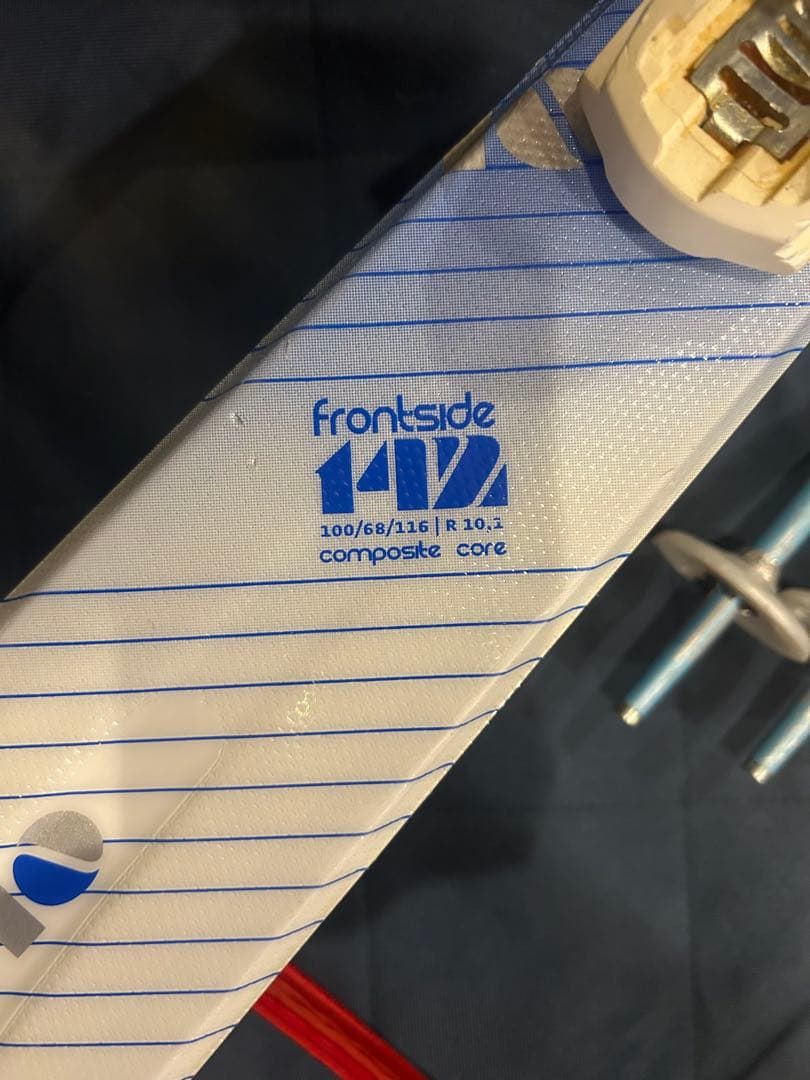 frontside
142
100/68/116 | R 10,1
composite core